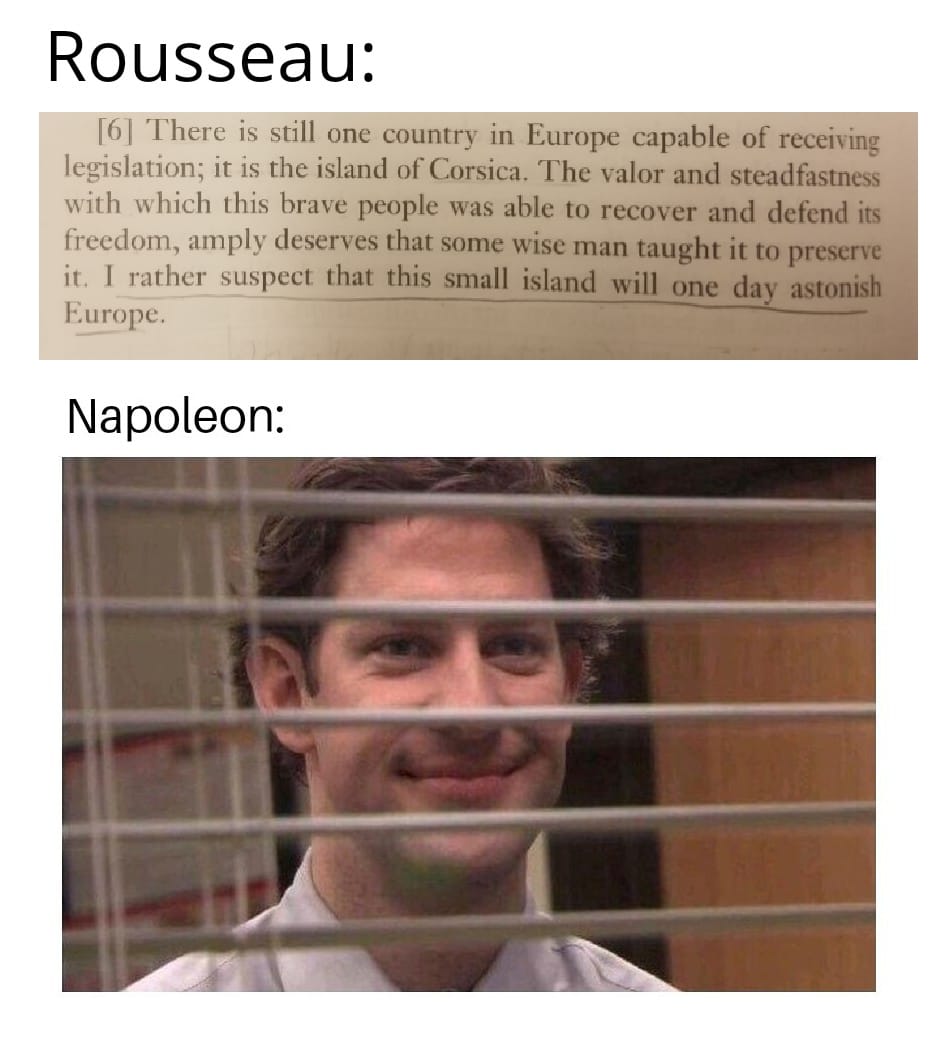 Rousseau:
[6] There is still one country in Europe capable of receiving
legislation; it is the island of Corsica. The valor and steadfastness
with which this brave people was able to recover and defend its
freedom, amply deserves that some wise man taught it to preserve
it. I rather suspect that this small island will one day astonish
Europe.
Napoleon: